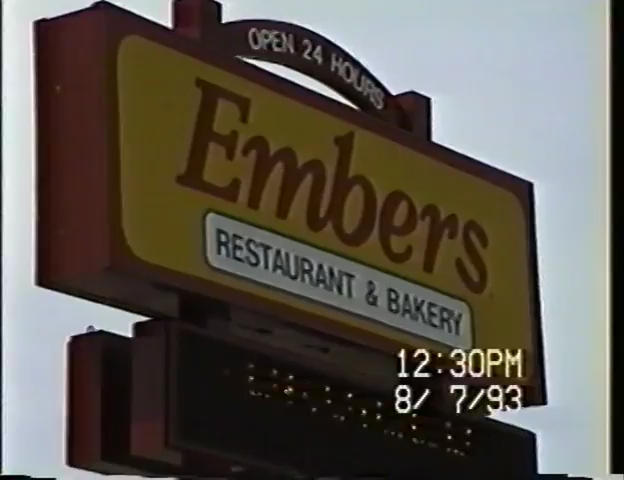 OPEN 24 HOURS
Embers
RESTAURANT & BAKERY
12:30PM
8/ 7/93